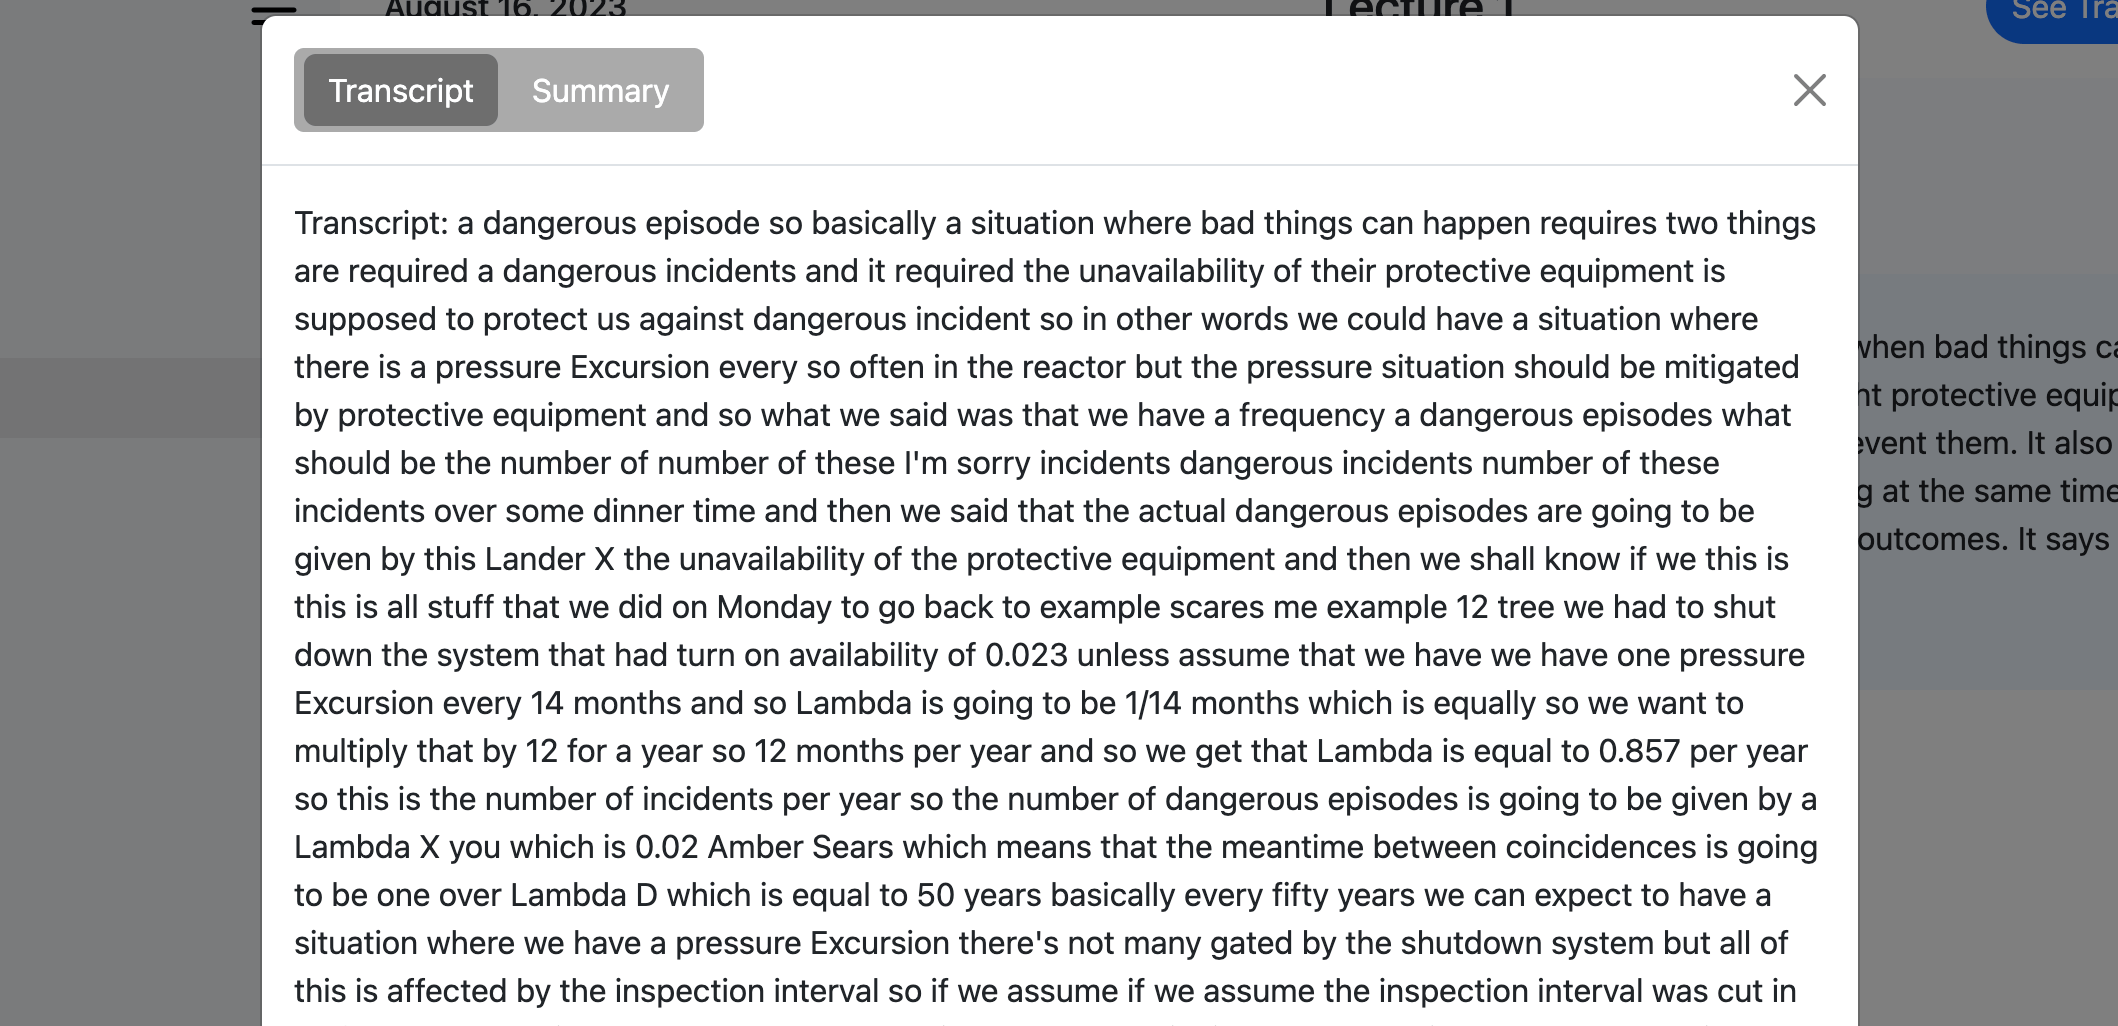 August 16, 2023
Lecture 1
See Tra
Transcript
Summary
Transcript: a dangerous episode so basically a situation where bad things can happen requires two things
are required a dangerous incidents and it required the unavailability of their protective equipment is
supposed to protect us against dangerous incident so in other words we could have a situation where
there is a pressure Excursion every so often in the reactor but the pressure situation should be mitigated
by protective equipment and so what we said was that we have a frequency a dangerous episodes what
should be the number of number of these I'm sorry incidents dangerous incidents number of these
incidents over some dinner time and then we said that the actual dangerous episodes are going to be
given by this Lander X the unavailability of the protective equipment and then we shall know if we this is
this is all stuff that we did on Monday to go back to example scares me example 12 tree we had to shut
down the system that had turn on availability of 0.023 unless assume that we have we have one pressure
Excursion every 14 months and so Lambda is going to be 1/14 months which is equally so we want to
multiply that by 12 for a year so 12 months per year and so we get that Lambda is equal to 0.857 per year
so this is the number of incidents per year so the number of dangerous episodes is going to be given by a
Lambda X you which is 0.02 Amber Sears which means that the meantime between coincidences is going
to be one over Lambda D which is equal to 50 years basically every fifty years we can expect to have a
situation where we have a pressure Excursion there's not many gated by the shutdown system but all of
this is affected by the inspection interval so if we assume if we assume the inspection interval was cut in
when bad things ca
nt protective equip
event them. It also
g at the same time
outcomes. It says